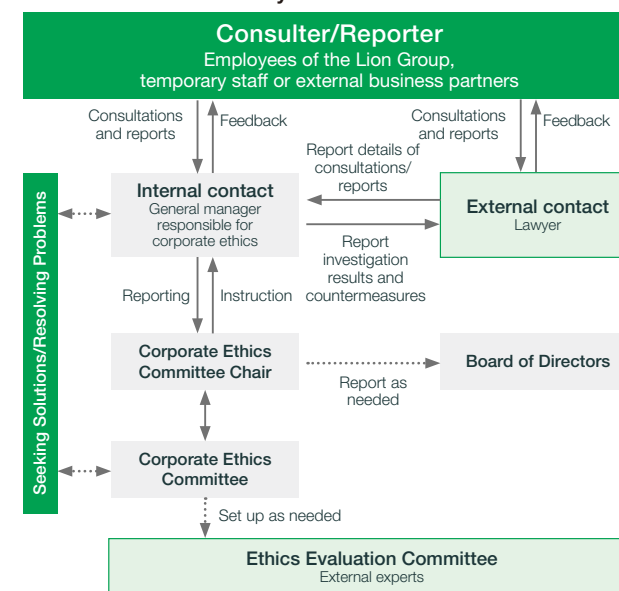 Consulter/Reporter
Employees of the Lion Group,
temporary staff or external business partners
Consultations
and reports
Feedback
Consultations
and reports
Feedback
Report details of
consultations/
reports
Internal contact
General manager
responsible for
corporate ethics
External contact
Lawyer
Report
investigation
results and
countermeasures
Seeking Solutions/Resolving Problems
Reporting
Instruction
Corporate Ethics
Committee Chair
Board of Directors
Report as
needed
Corporate Ethics
Committee
Set up as needed
Ethics Evaluation Committee
External experts